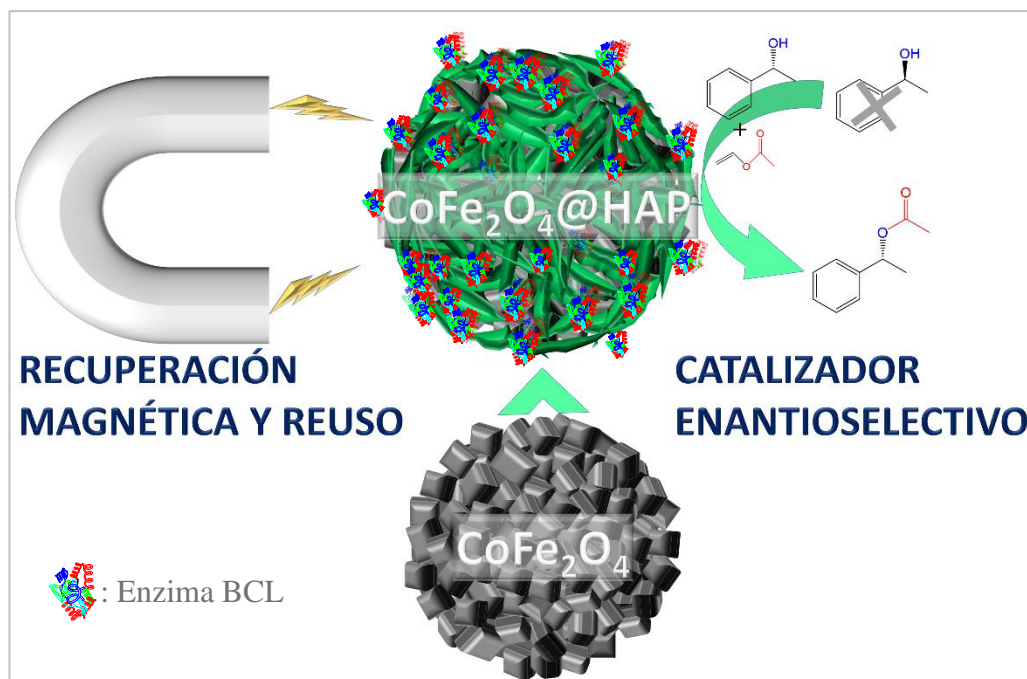 OH
OH
+
O
O
CoFe₂O₄@HAP
O
O
RECUPERACIÓN
MAGNÉTICA Y REUSO
CATALIZADOR
ENANTIOSELECTIVO
CoFe₂O₄
: Enzima BCL